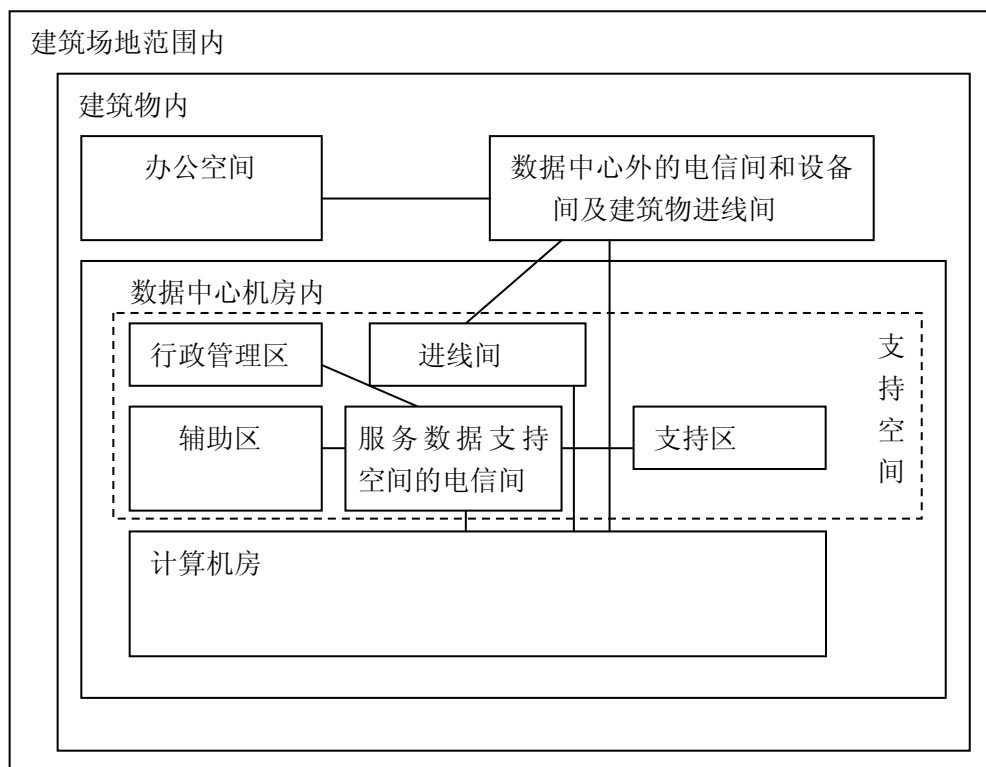 建筑场地范围内
建筑物内
办公空间
数据中心外的电信间和设备
间及建筑物进线间
数据中心机房内
行政管理区
进线间
支持空间
辅助区
服务数据支持
空间的电信间
支持区
计算机房